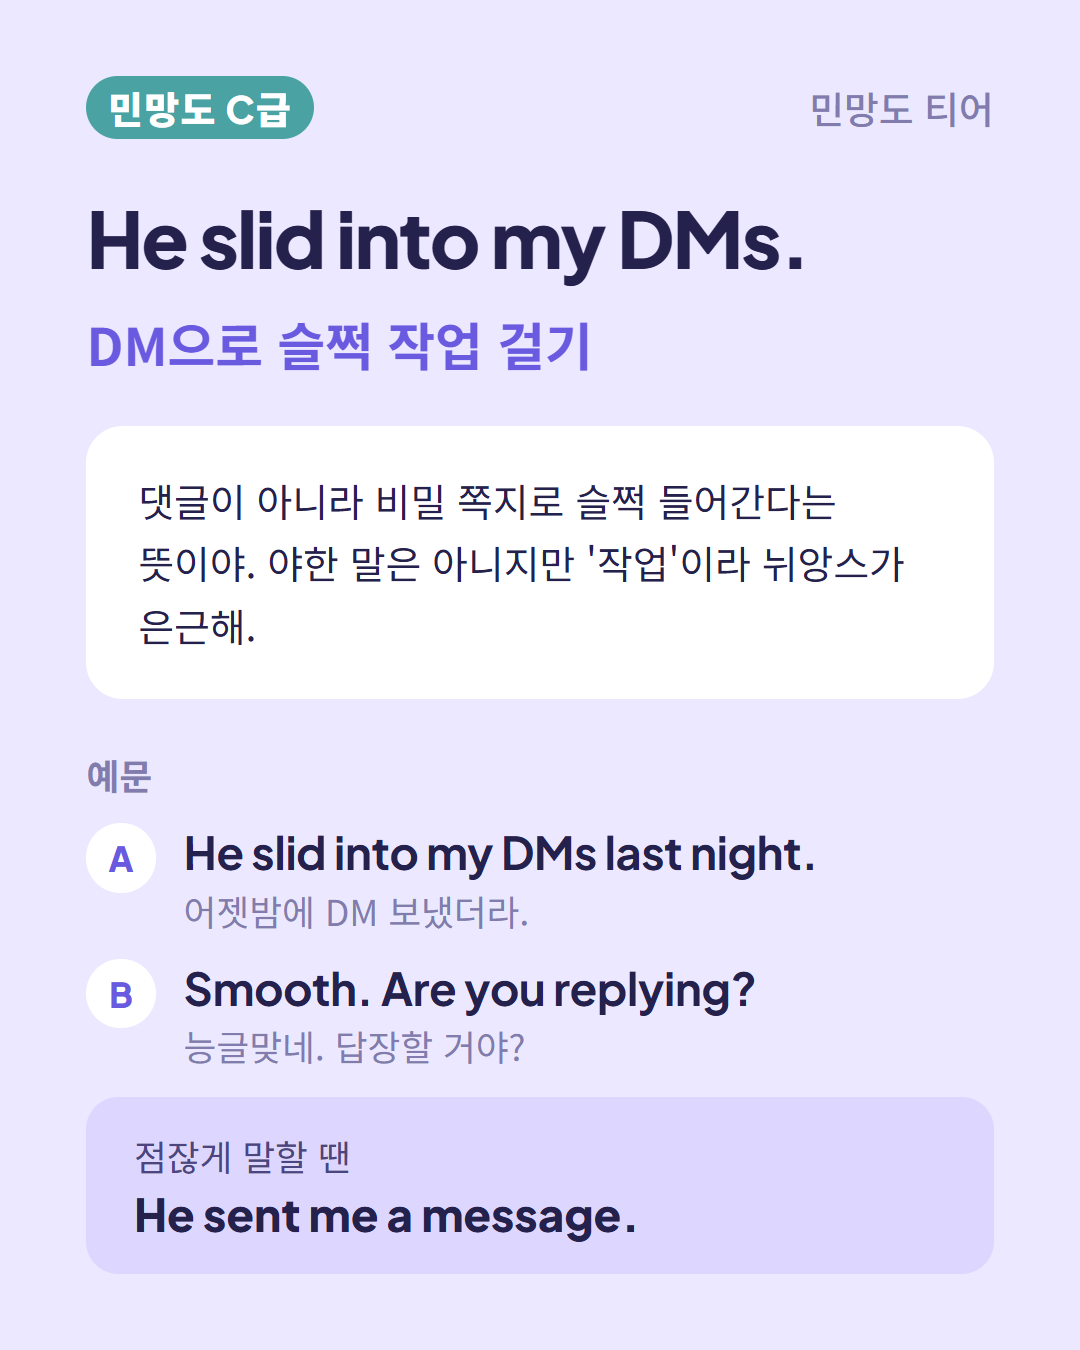 민망도 C급
민망도 티어
He slid into my DMs.
DM으로 슬쩍 작업 걸기
댓글이 아니라 비밀 쪽지로 슬쩍 들어간다는
뜻이야. 야한 말은 아니지만 '작업'이라 뉘앙스가
은근해.
예문
A
He slid into my DMs last night.
어젯밤에 DM 보냈더라.
B
Smooth. Are you replying?
능글맞네. 답장할 거야?
점잖게 말할 땐
He sent me a message.